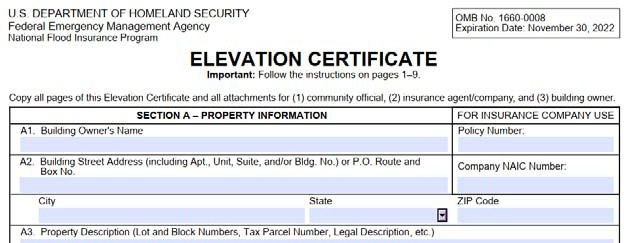 U.S. DEPARTMENT OF HOMELAND SECURITY
Federal Emergency Management Agency
National Flood Insurance Program
OMB No. 1660-0008
Expiration Date: November 30, 2022
ELEVATION CERTIFICATE
Important: Follow the instructions on pages 1–9.
Copy all pages of this Elevation Certificate and all attachments for (1) community official, (2) insurance agent/company, and (3) building owner.
SECTION A – PROPERTY INFORMATION
FOR INSURANCE COMPANY USE
A1. Building Owner's Name
Policy Number:
A2. Building Street Address (including Apt., Unit, Suite, and/or Bldg. No.) or P.O. Route and
Box No.
Company NAIC Number:
City
State
ZIP Code
A3. Property Description (Lot and Block Numbers, Tax Parcel Number, Legal Description, etc.)